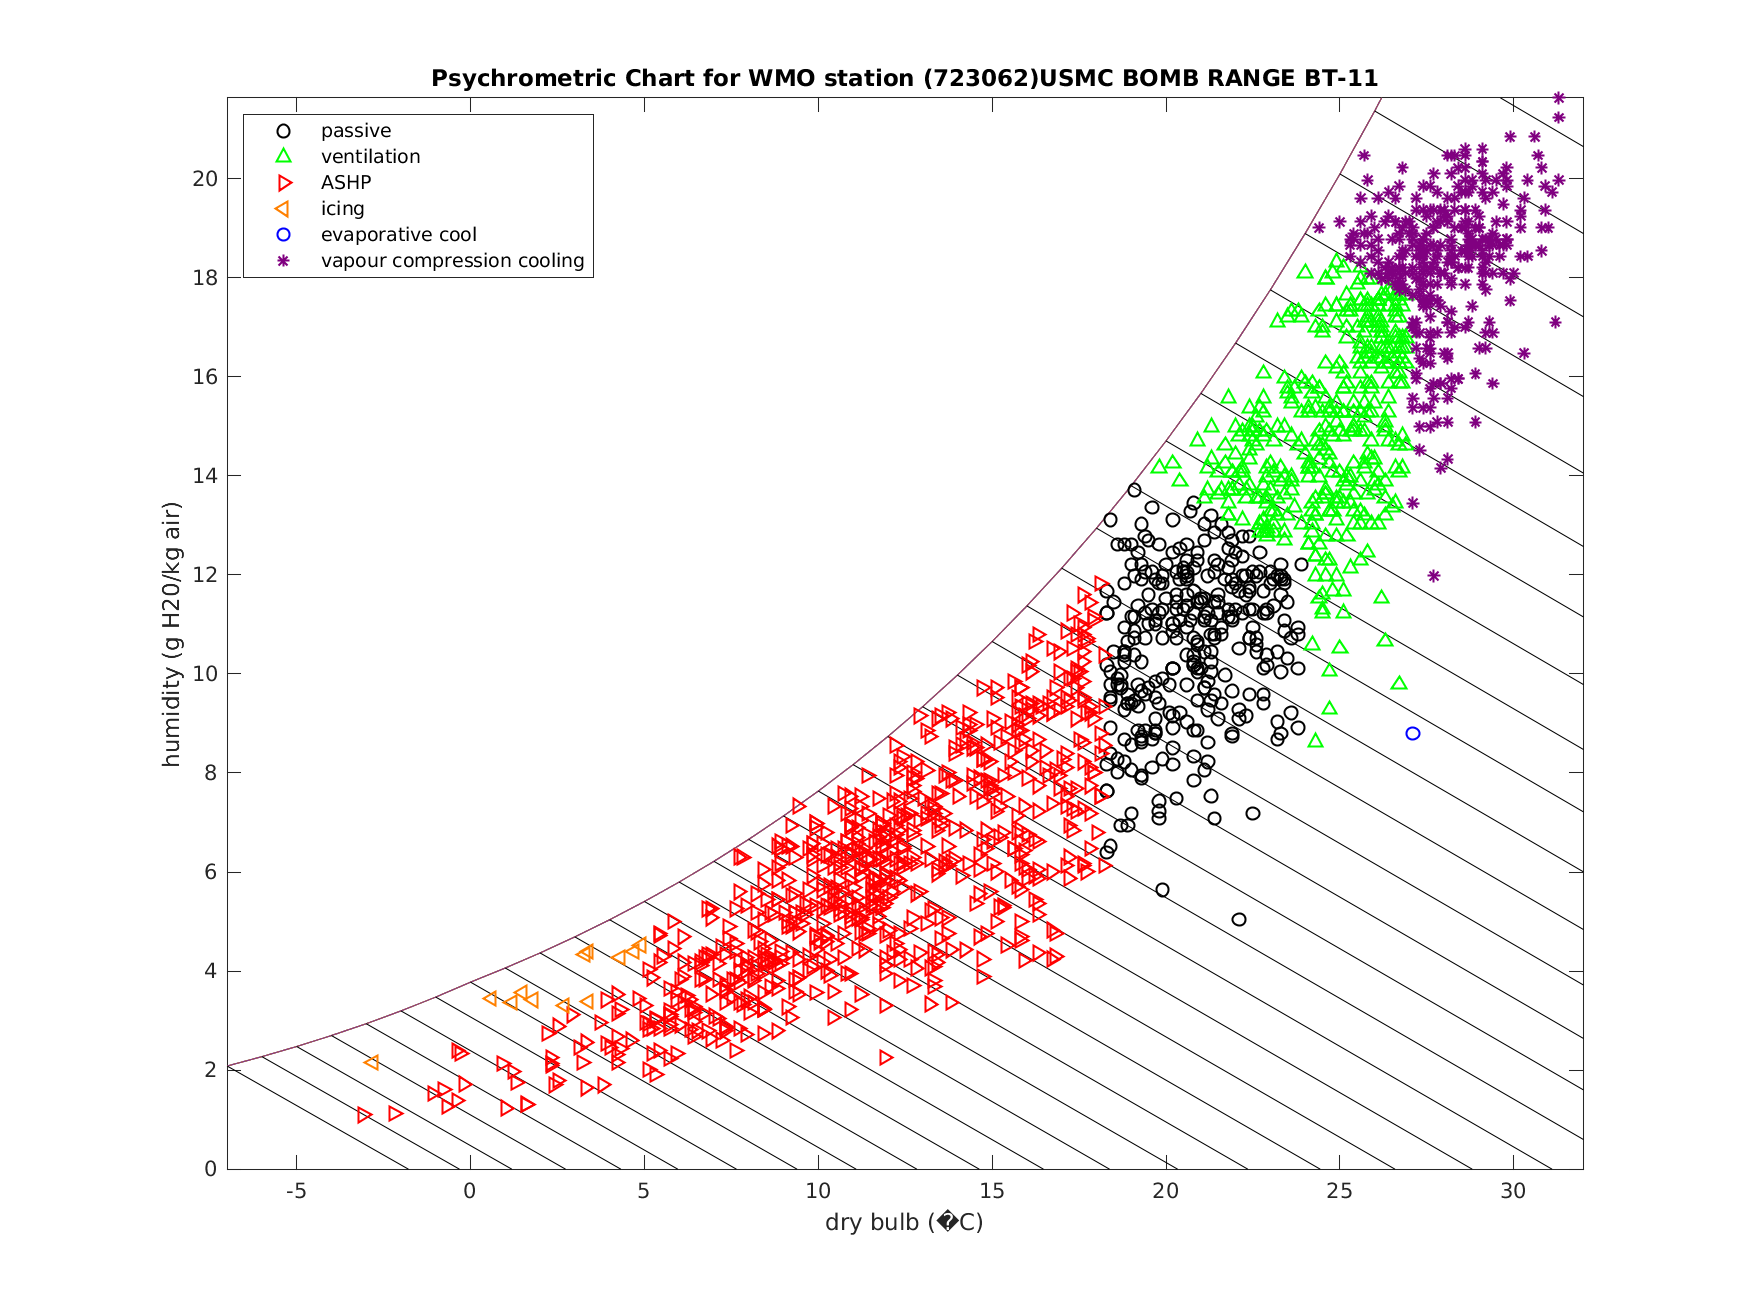 Psychrometric Chart for WMO station (723062)USMC BOMB RANGE BT-11
passive
ventilation
ASHP
icing
evaporative cool
vapour compression cooling
humidity (g H20/kg air)
20
18
16
14
12
10
8
6
4
2
0
-5 0 5 10 15 20 25 30
dry bulb (�C)